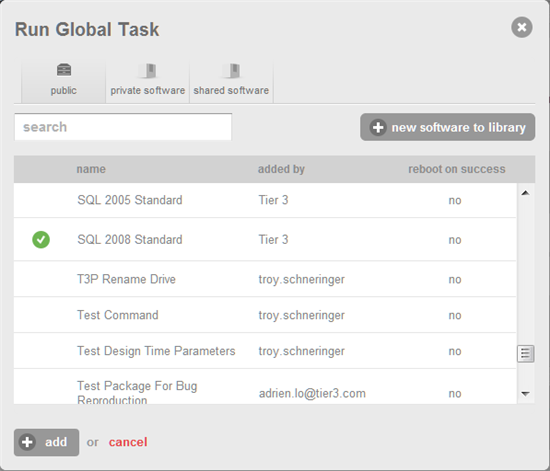 Run Global Task
public
private software
shared software
search
new software to library
name added by reboot on success
SQL 2005 Standard Tier 3 no
SQL 2008 Standard Tier 3 no
T3P Rename Drive troy.schneringer no
Test Command troy.schneringer no
Test Design Time Parameters troy.schneringer no
Test Package For Bug
Reproduction adrien.lo@tier3.com no
add or cancel